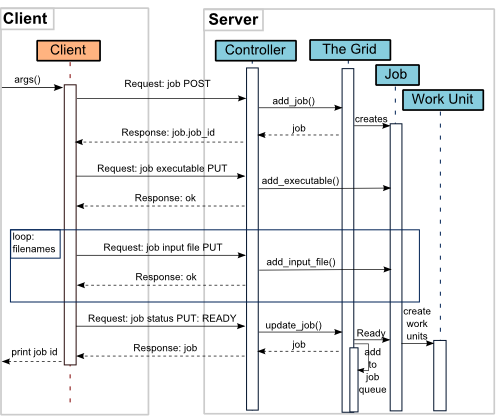 Client
Server
Client
Controller
The Grid
Job
Work Unit
args()
Request: job POST
add_job()
creates
Response: job.job_id
job
Request: job executable PUT
add_executable()
Response: ok
loop:
filenames
Request: job input file PUT
add_input_file()
Response: ok
Request: job status PUT: READY
update_job()
Ready
create
work
units
Response: job
job
add
to
job
queue
print job id